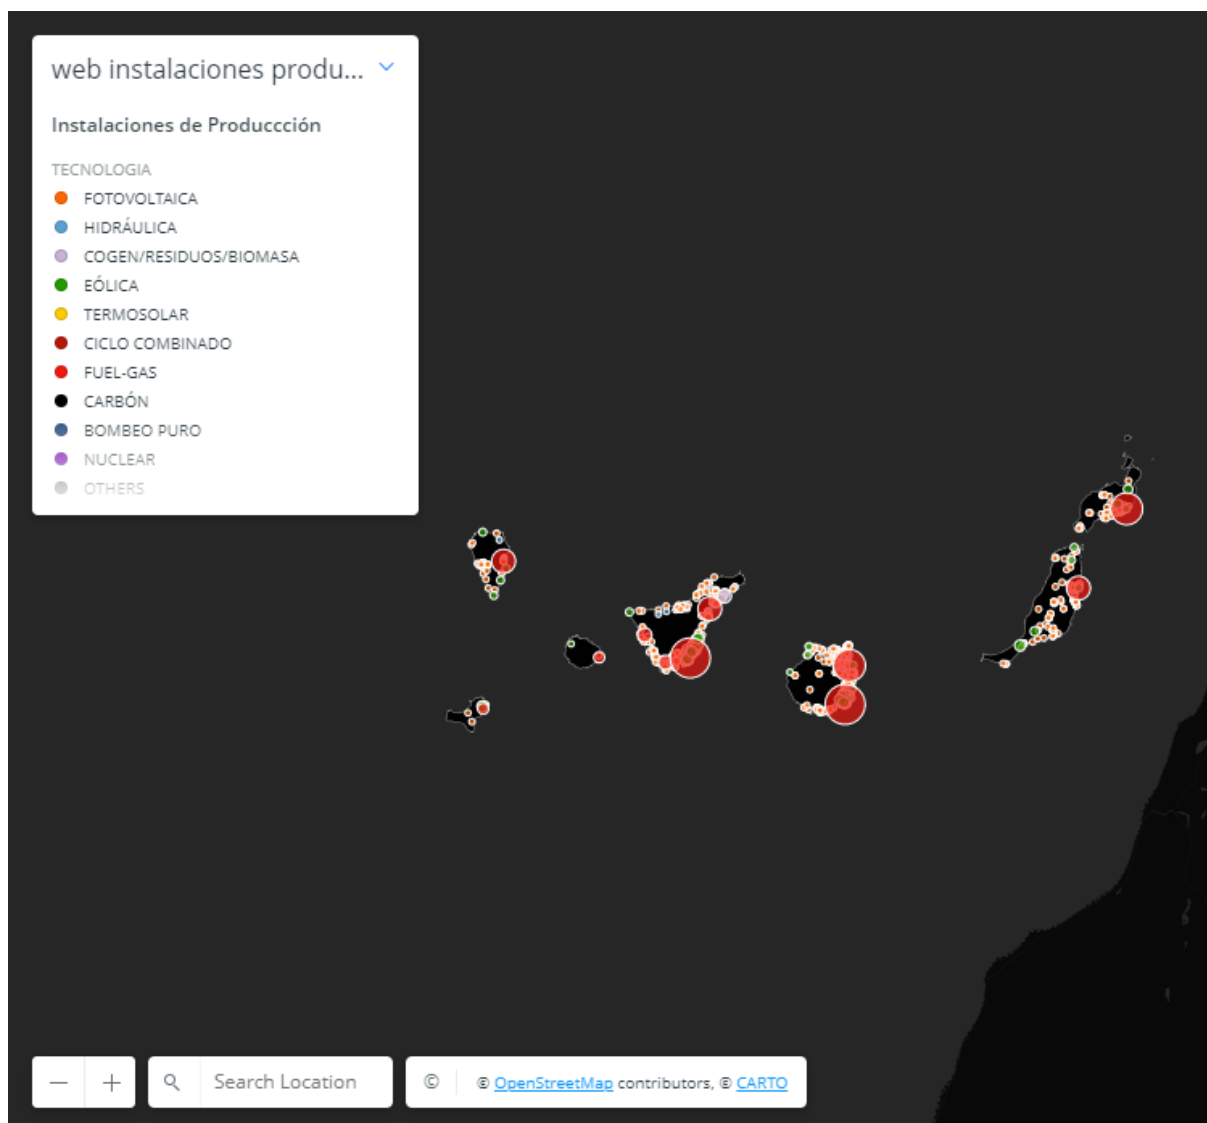 web instalaciones produ...
Instalaciones de Produccción
TECNOLOGIA
FOTOVOLTAICA
HIDRÁULICA
COGEN/RESIDUOS/BIOMASA
EÓLICA
TERMOSOLAR
CICLO COMBINADO
FUEL-GAS
CARBÓN
BOMBEO PURO
NUCLEAR
OTHERS
Search Location
© © OpenStreetMap contributors, © CARTO